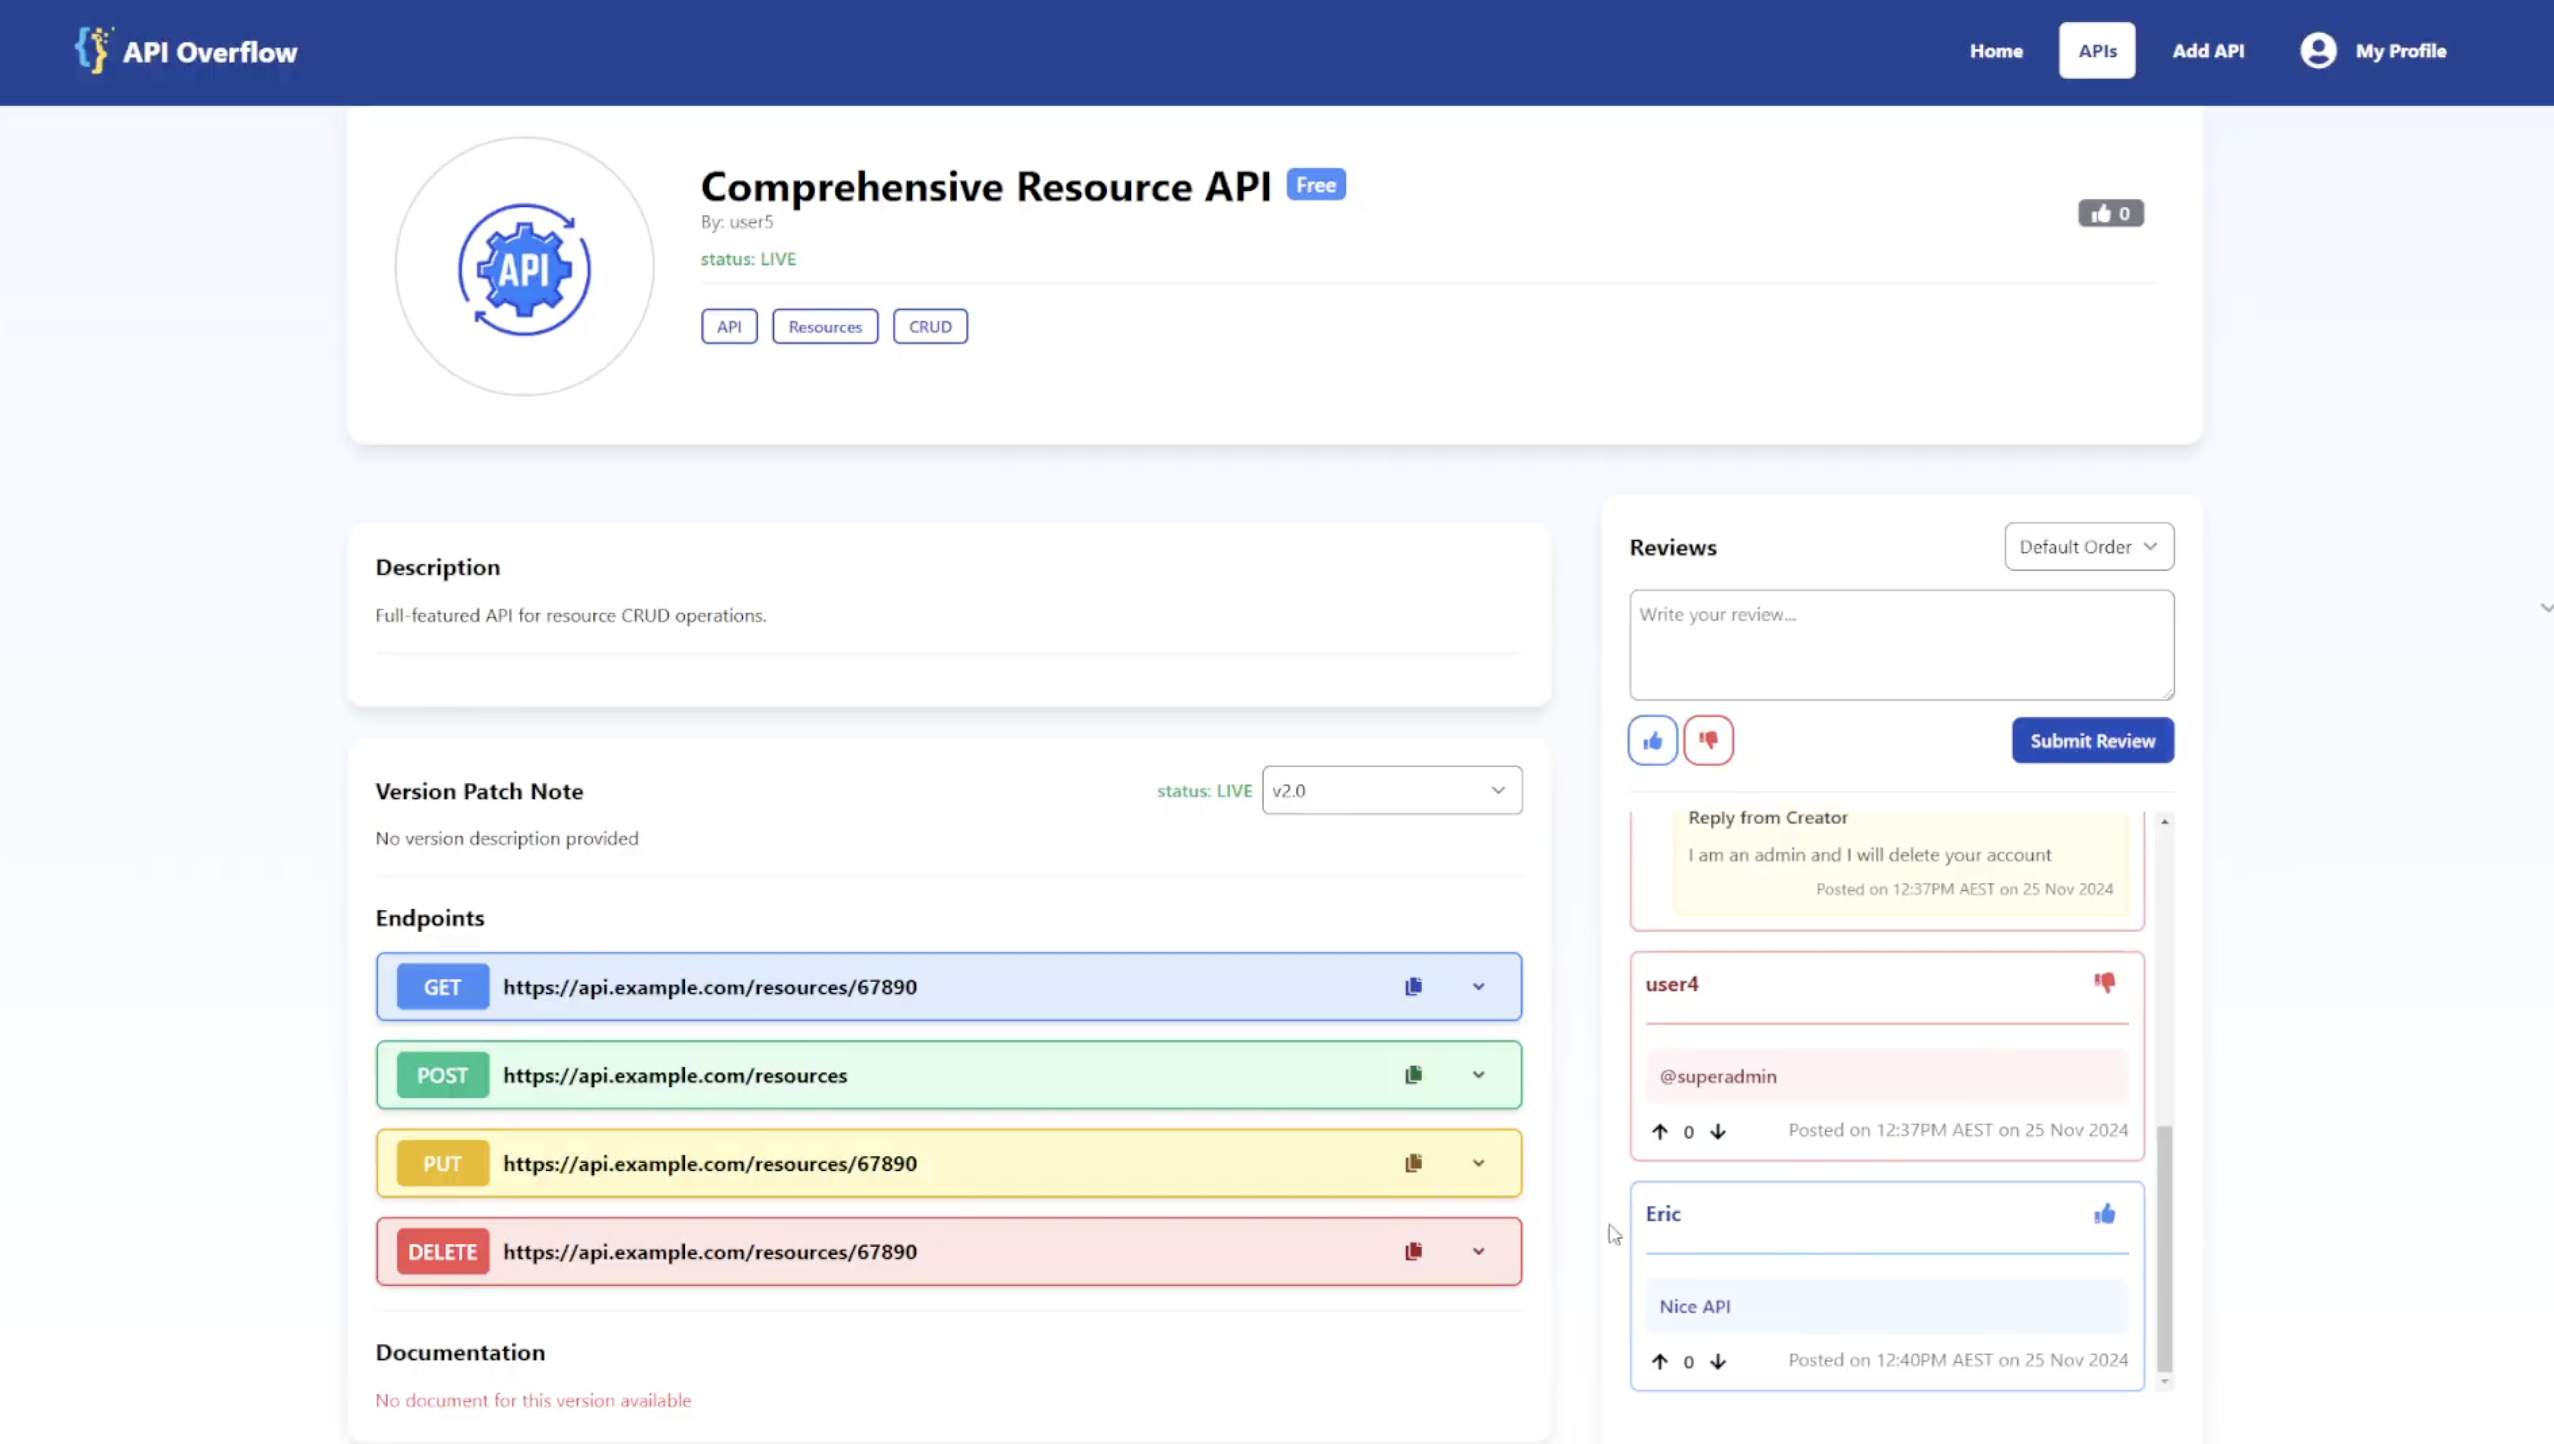 API Overflow
Home
APIs
Add API
My Profile
API
Comprehensive Resource API
Free
By: user5
status: LIVE
0
API
Resources
CRUD
Description
Full-featured API for resource CRUD operations.
Version Patch Note
status: LIVE
v2.0
No version description provided
Endpoints
GET https://api.example.com/resources/67890
POST https://api.example.com/resources
PUT https://api.example.com/resources/67890
DELETE https://api.example.com/resources/67890
Documentation
No document for this version available
Reviews
Default Order
Write your review...
Submit Review
Reply from Creator
I am an admin and I will delete your account
Posted on 12:37PM AEST on 25 Nov 2024
user4
@superadmin
0
Posted on 12:37PM AEST on 25 Nov 2024
Eric
Nice API
0
Posted on 12:40PM AEST on 25 Nov 2024